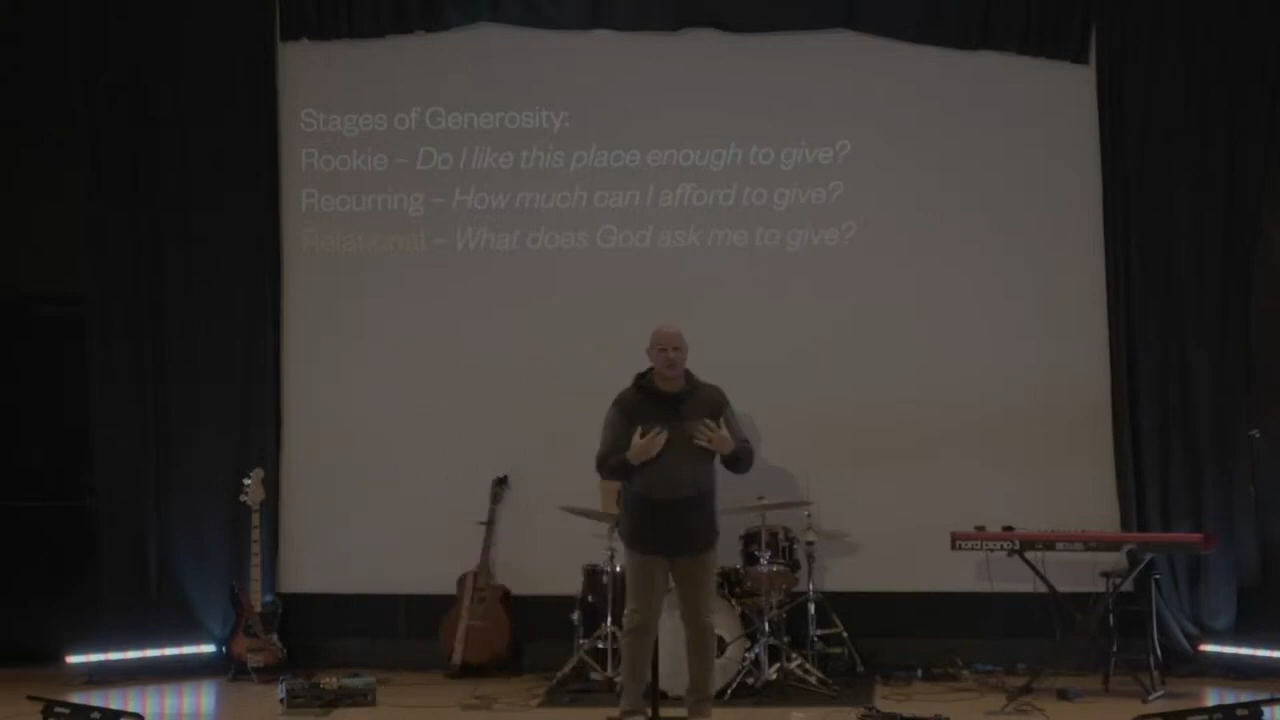 Stages of Generosity:
Rookie – Do I like this place enough to give?
Recurring – How much can I afford to give?
Relational – What does God ask me to give?
nord piano 3